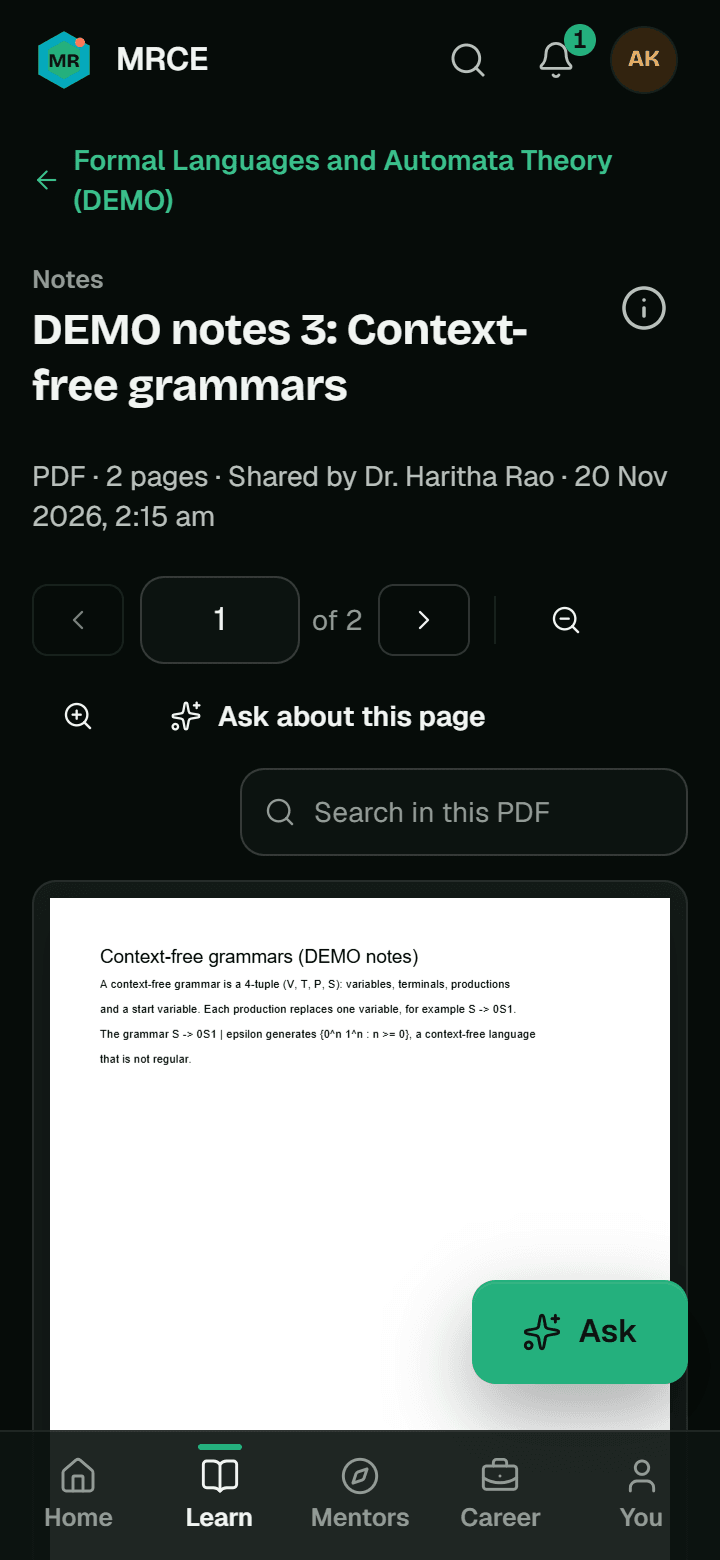 MR
MRCE
1
AK
Formal Languages and Automata Theory
(DEMO)
Notes
DEMO notes 3: Context-
free grammars
PDF · 2 pages · Shared by Dr. Haritha Rao · 20 Nov
2026, 2:15 am
1
of 2
Ask about this page
Search in this PDF
Context-free grammars (DEMO notes)
A context-free grammar is a 4-tuple (V, T, P, S): variables, terminals, productions
and a start variable. Each production replaces one variable, for example S -> 0S1.
The grammar S -> 0S1 | epsilon generates {0^n 1^n : n >= 0}, a context-free language
that is not regular.
Ask
Home
Learn
Mentors
Career
You